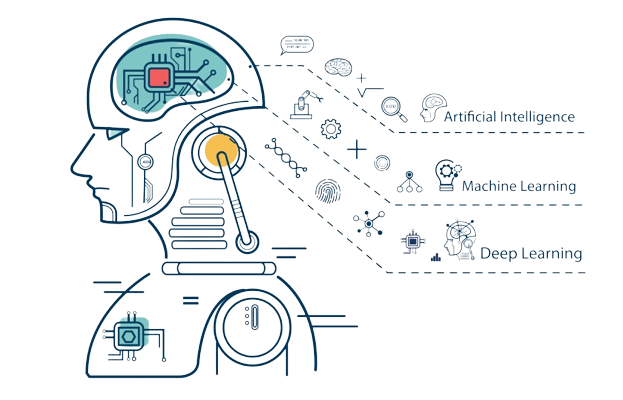 Artificial Intelligence
Machine Learning
Deep Learning